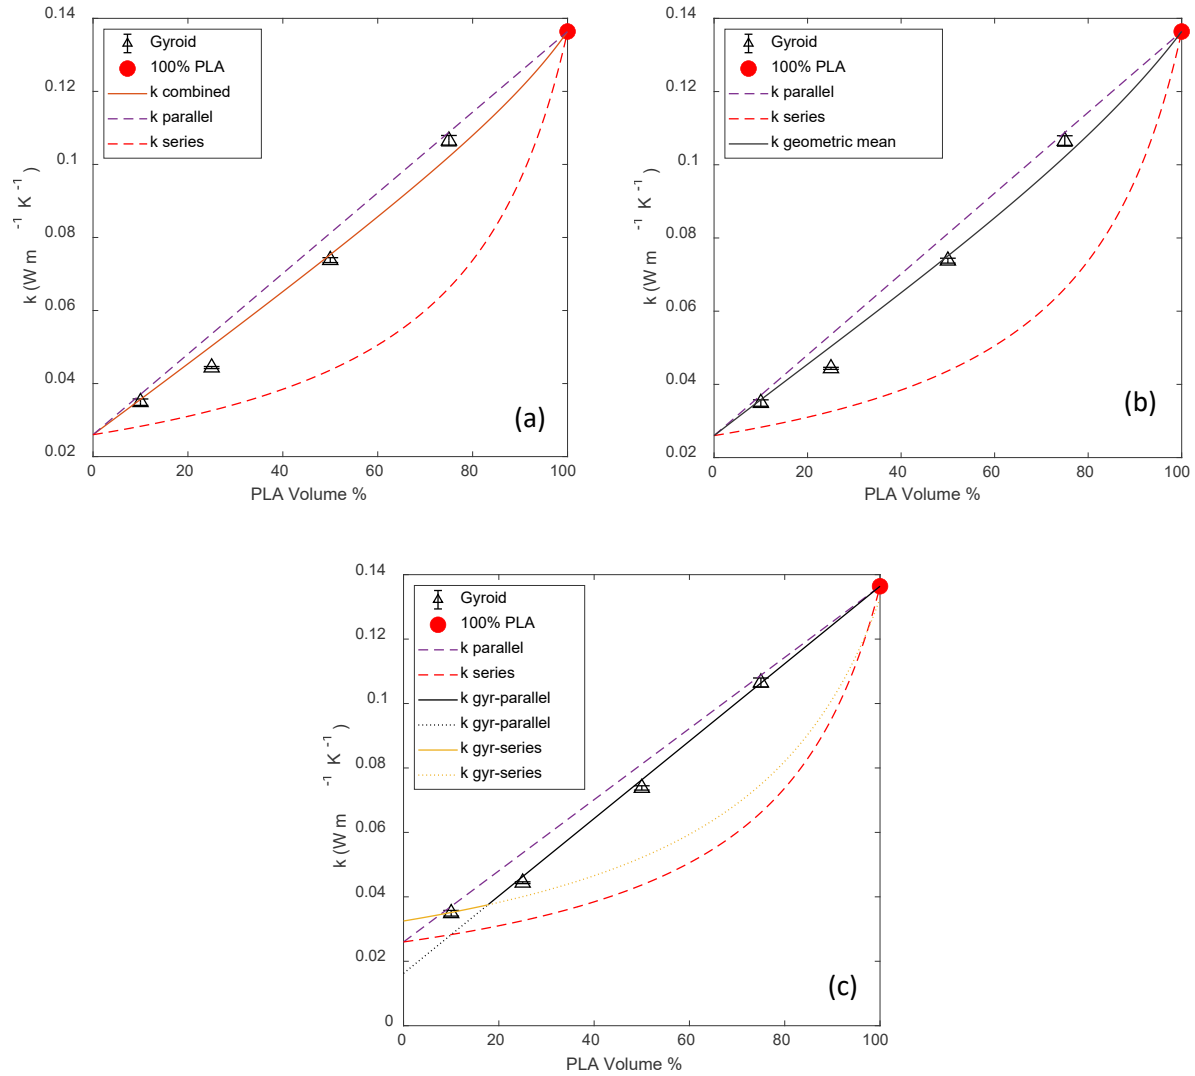 0.14
0.12
0.1
0.08
0.06
0.04
0.02
k (W m -1 K -1 )
Gyroid
100% PLA
k combined
k parallel
k series
(a)
0 20 40 60 80 100
PLA Volume %
0.14
0.12
0.1
0.08
0.06
0.04
0.02
k (W m -1 K -1 )
Gyroid
100% PLA
k parallel
k series
k geometric mean
(b)
0 20 40 60 80 100
PLA Volume %
0.14
0.12
0.1
0.08
0.06
0.04
0.02
0
k (W m -1 K -1 )
Gyroid
100% PLA
k parallel
k series
k gyr-parallel
k gyr-parallel
k gyr-series
k gyr-series
(c)
0 20 40 60 80 100
PLA Volume %